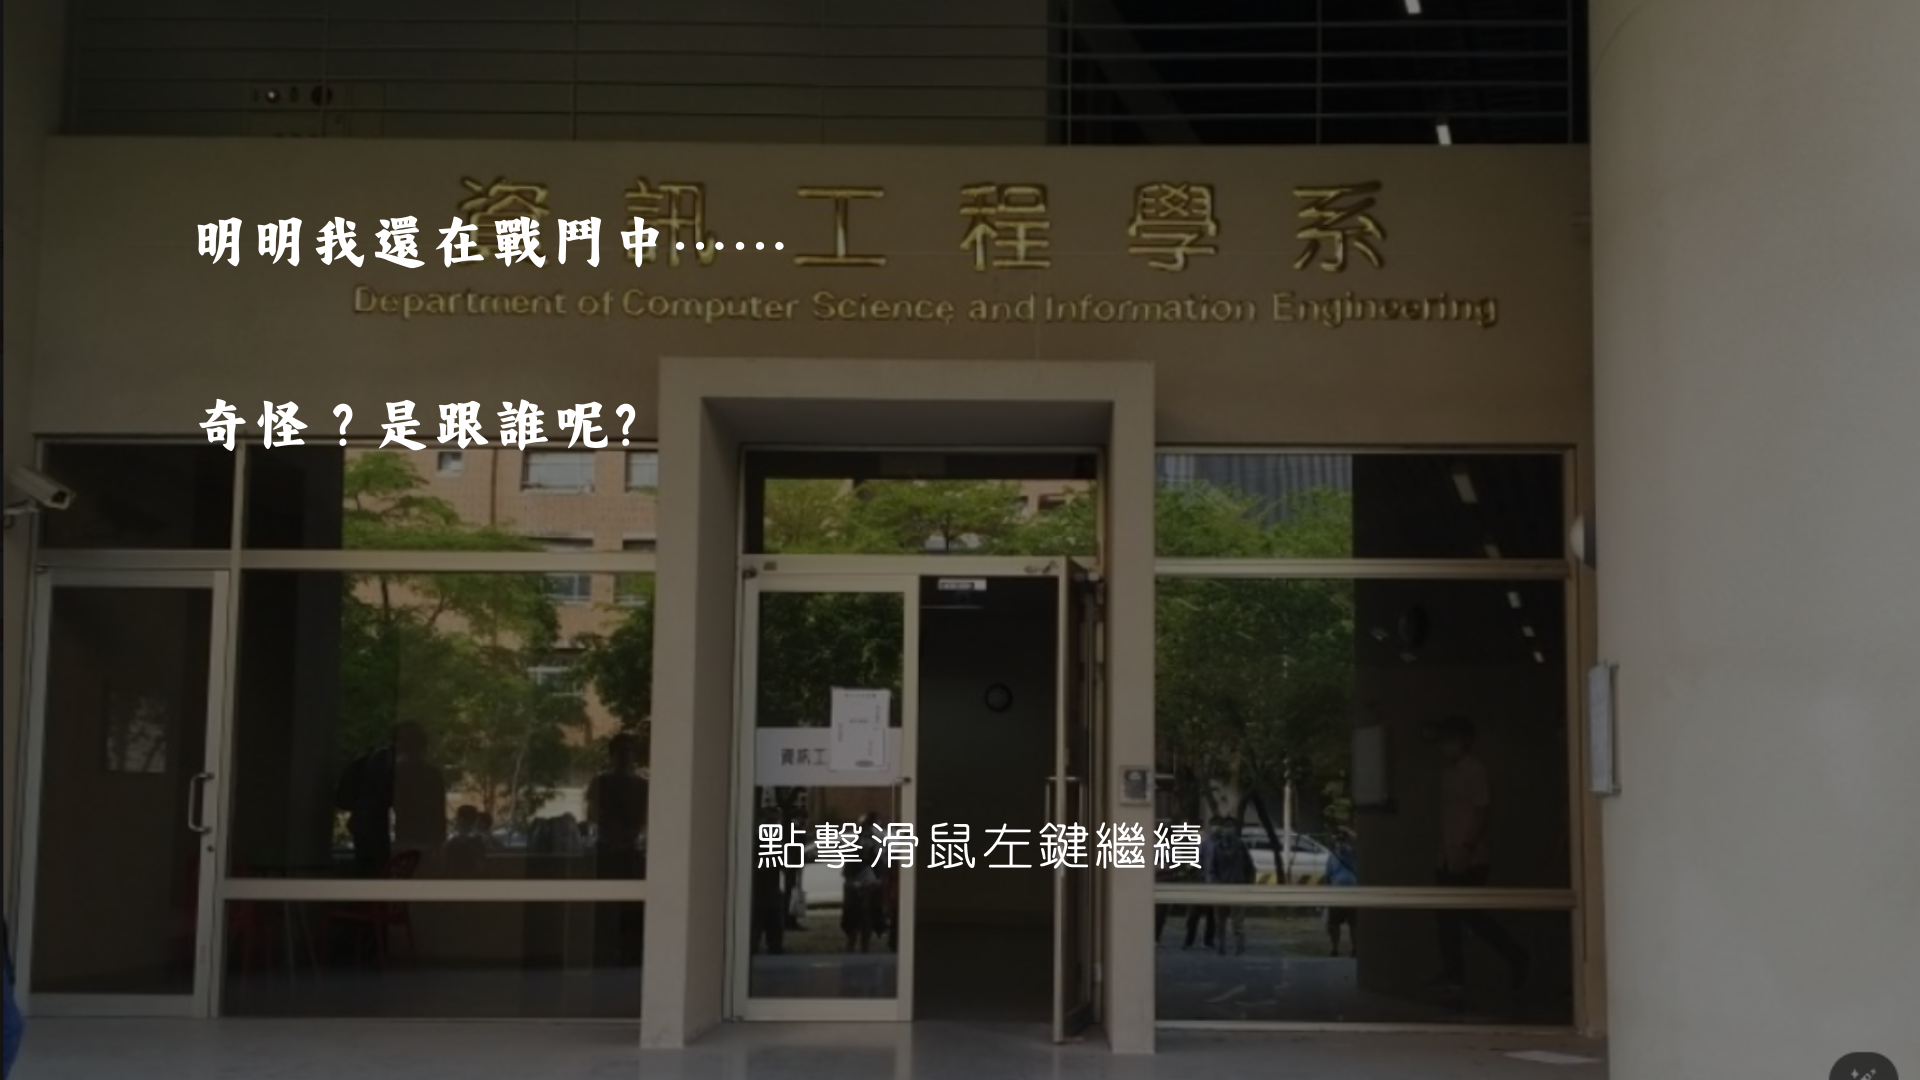 資訊工程學系
明明我還在戰鬥中……
Department of Computer Science and Information Engineering
奇怪？是跟誰呢？
資訊工
點擊滑鼠左鍵繼續